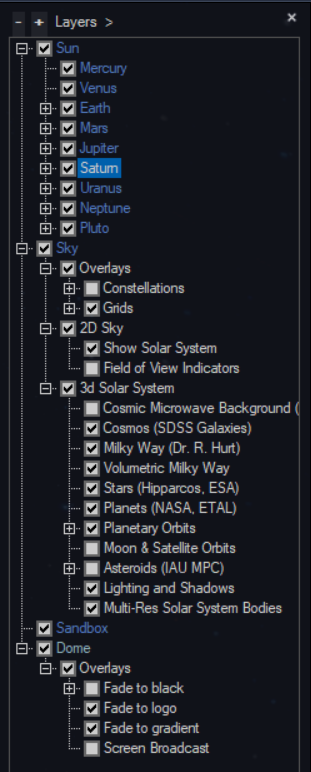 - + Layers > ×
Sun
Mercury
Venus
Earth
Mars
Jupiter
Saturn
Uranus
Neptune
Pluto
Sky
Overlays
Constellations
Grids
2D Sky
Show Solar System
Field of View Indicators
3d Solar System
Cosmic Microwave Background (
Cosmos (SDSS Galaxies)
Milky Way (Dr. R. Hurt)
Volumetric Milky Way
Stars (Hipparcos, ESA)
Planets (NASA, ETAL)
Planetary Orbits
Moon & Satellite Orbits
Asteroids (IAU MPC)
Lighting and Shadows
Multi-Res Solar System Bodies
Sandbox
Dome
Overlays
Fade to black
Fade to logo
Fade to gradient
Screen Broadcast